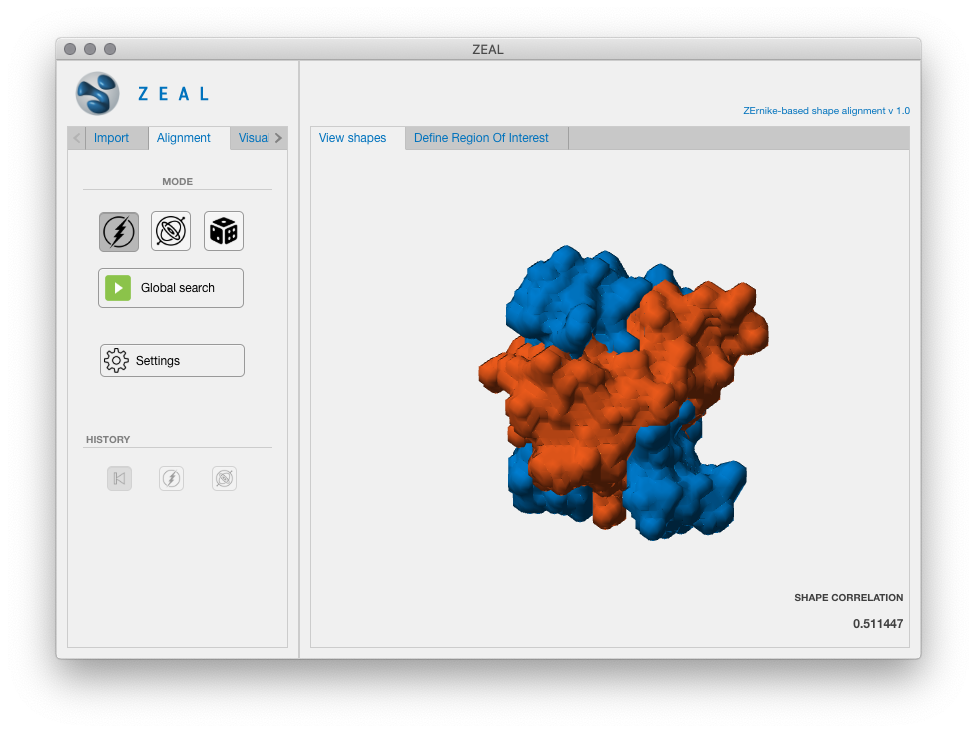 ZEAL
Z E A L
ZErnike-based shape alignment v 1.0
Import
Alignment
Visua
View shapes
Define Region Of Interest
MODE
Global search
Settings
HISTORY
SHAPE CORRELATION
0.511447